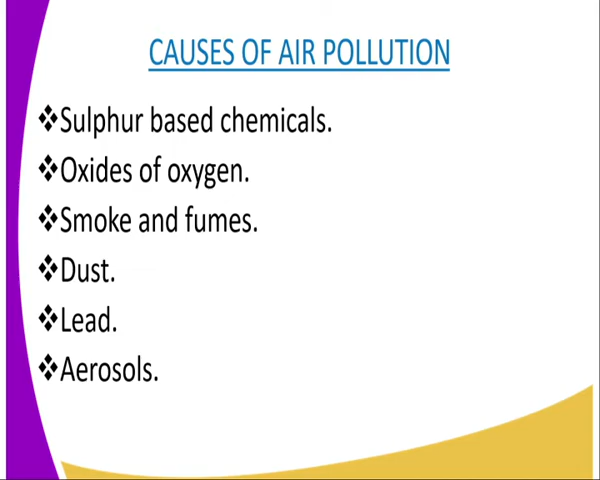 CAUSES OF AIR POLLUTION
❖Sulphur based chemicals.
❖Oxides of oxygen.
❖Smoke and fumes.
❖Dust.
❖Lead.
❖Aerosols.